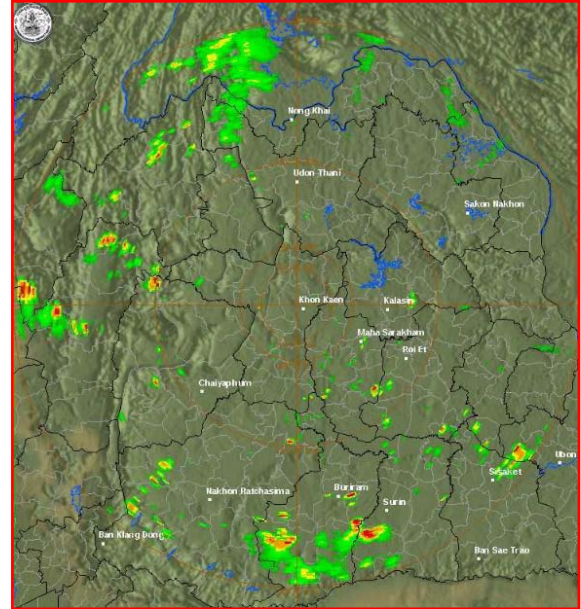 Nong Khai
Udon Thani
Sakon Nakhon
Khon Kaen
Kalasin
Maha Sarakham
Roi Et
Chaiyaphum
Sisaket
Ubon
Nakhon Ratchasima
Buriram
Surin
Ban Klang Dong
Ban Sae Trao